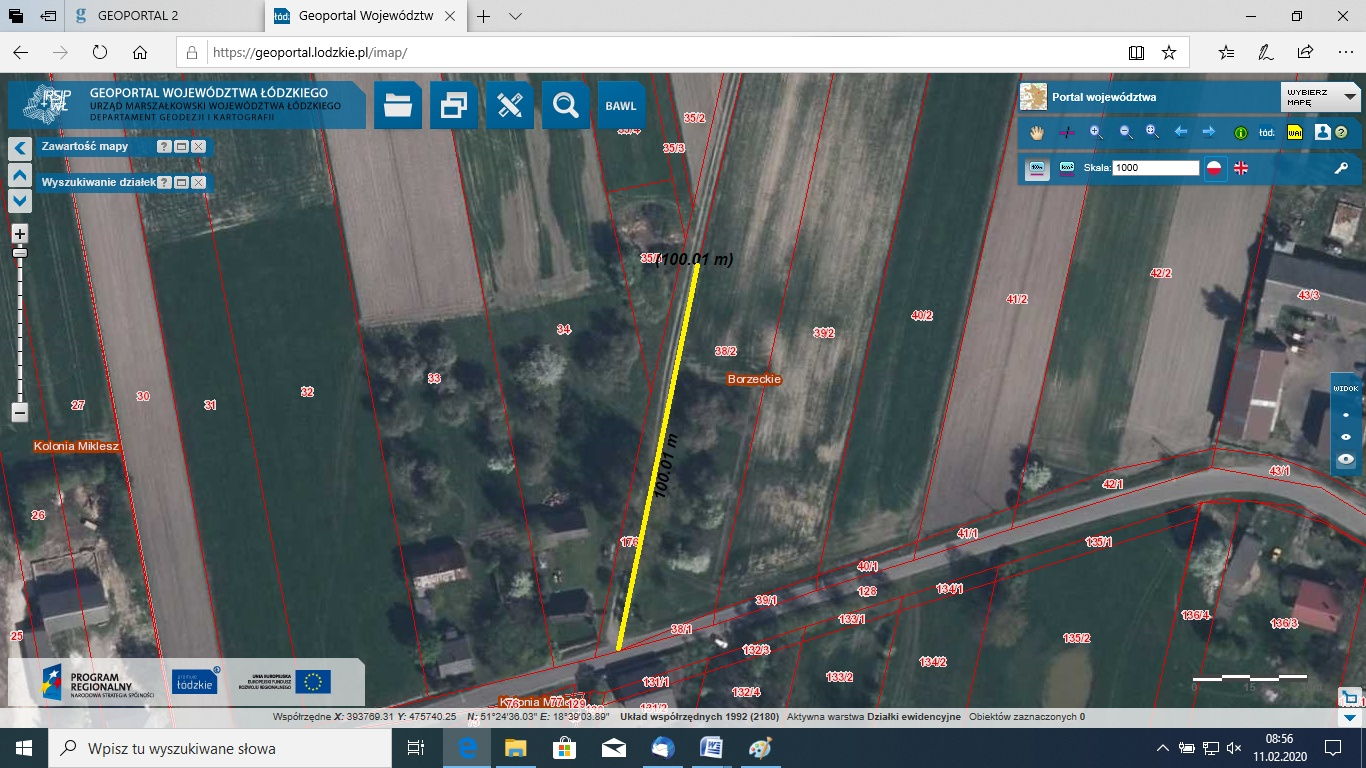 GEOPORTAL 2
Geoportal Województw
https://geoportal.lodzkie.pl/imap/
GEOPORTAL WOJEWÓDZTWA ŁÓDZKIEGO
URZĄD MARSZAŁKOWSKI WOJEWÓDZTWA ŁÓDZKIEGO
DEPARTAMENT GEODEZJI I KARTOGRAFII
BAWL
Portal województwa
WYBIERZ
MAPĘ
Zawartość mapy
Wyszukiwanie działek
Skala: 1000
35/2
35/3
(100.01 m)
42/2
43/3
41/2
40/2
34
39/2
38/2
Borzeckie
33
32
31
30
27
WIDOK
Kolonia Miklesz
100.01 m
43/1
42/1
26
41/1
135/1
176
40/1
128
134/1
39/1
133/1
136/4
136/3
25
38/1
135/2
132/3
134/2
133/2
131/1
132/4
PROGRAM
REGIONALNY
NARODOWA STRATEGIA SPÓJNOŚCI
promuje
łódzkie
UNIA EUROPEJSKA
EUROPEJSKI FUNDUSZ
ROZWOJU REGIONALNEGO
0 15
Współrzędne X: 393769.31 Y: 475740.25 N: 51°24'36.03" E: 18°39'03.89" Układ współrzędnych 1992 (2180) Aktywna warstwa Działki ewidencyjne Obiektów zaznaczonych 0
Wpisz tu wyszukiwane słowa
08:56
11.02.2020